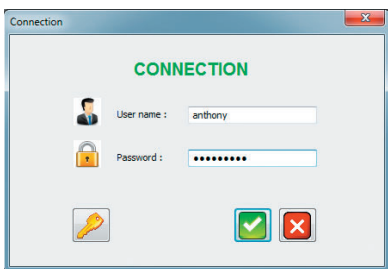 Connection
CONNECTION
User name :
anthony
Password :
•••••••••